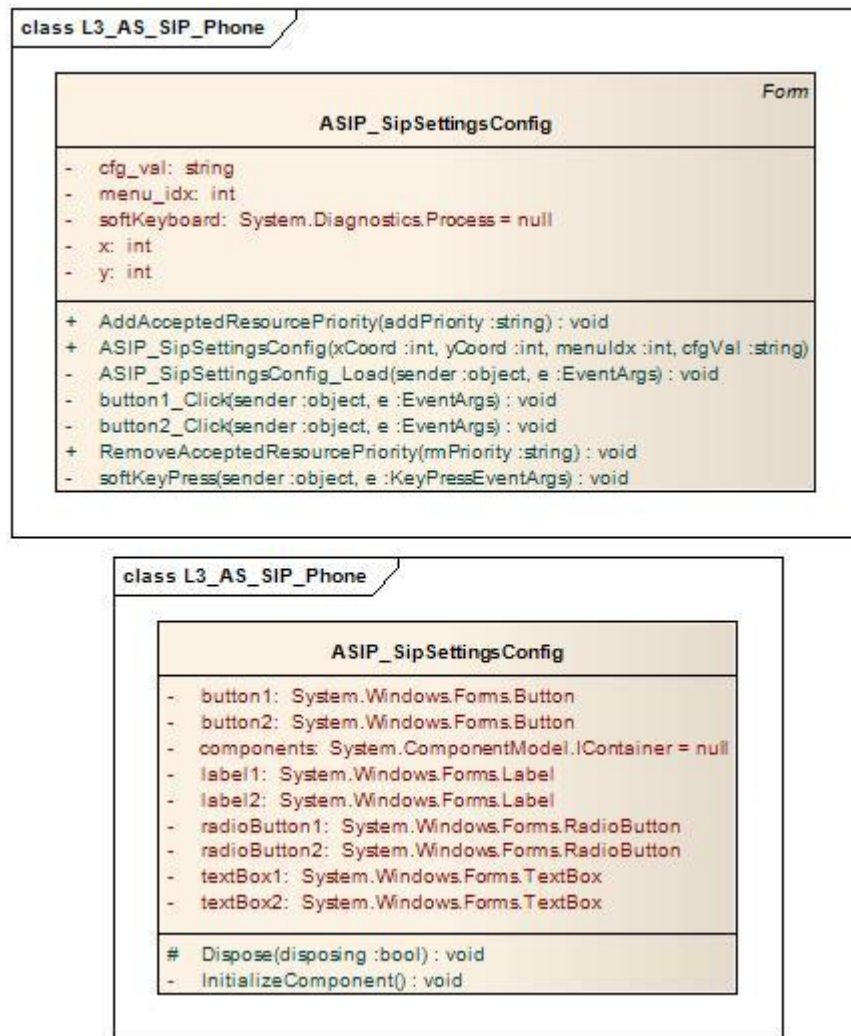 class L3_AS_SIP_Phone
Form
ASIP_SipSettingsConfig
- cfg_val: string
- menu_idx: int
- softKeyboard: System.Diagnostics.Process = null
- x: int
- y: int
+ AddAcceptedResourcePriority(addPriority :string) : void
+ ASIP_SipSettingsConfig(xCoord :int, yCoord :int, menuIdx :int, cfgVal :string)
- ASIP_SipSettingsConfig_Load(sender :object, e :EventArgs) : void
- button1_Click(sender :object, e :EventArgs) : void
- button2_Click(sender :object, e :EventArgs) : void
+ RemoveAcceptedResourcePriority(rmPriority :string) : void
- softKeyPress(sender :object, e :KeyPressEventArgs) : void
class L3_AS_SIP_Phone
ASIP_SipSettingsConfig
- button1: System.Windows.Forms.Button
- button2: System.Windows.Forms.Button
- components: System.ComponentModel.IContainer = null
- label1: System.Windows.Forms.Label
- label2: System.Windows.Forms.Label
- radioButton1: System.Windows.Forms.RadioButton
- radioButton2: System.Windows.Forms.RadioButton
- textBox1: System.Windows.Forms.TextBox
- textBox2: System.Windows.Forms.TextBox
# Dispose(disposing :bool) : void
- InitializeComponent() : void